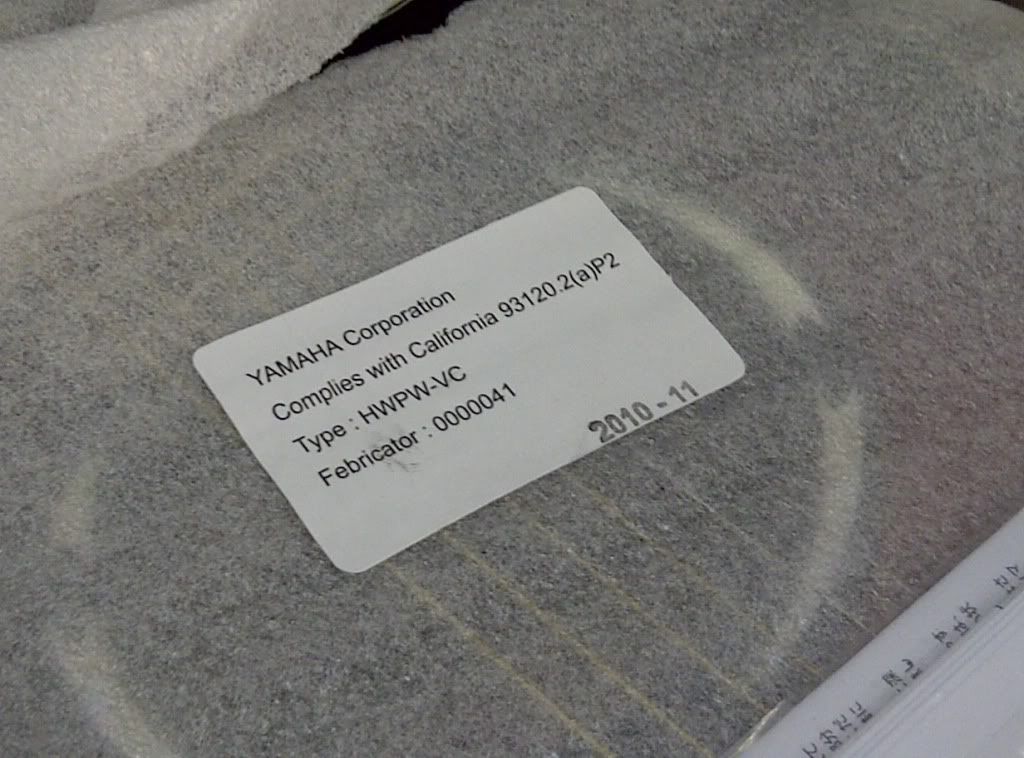 YAMAHA Corporation
Complies with California 93120.2(a)P2
Type : HWPW-VC
Febricator : 0000041
2010 - 11